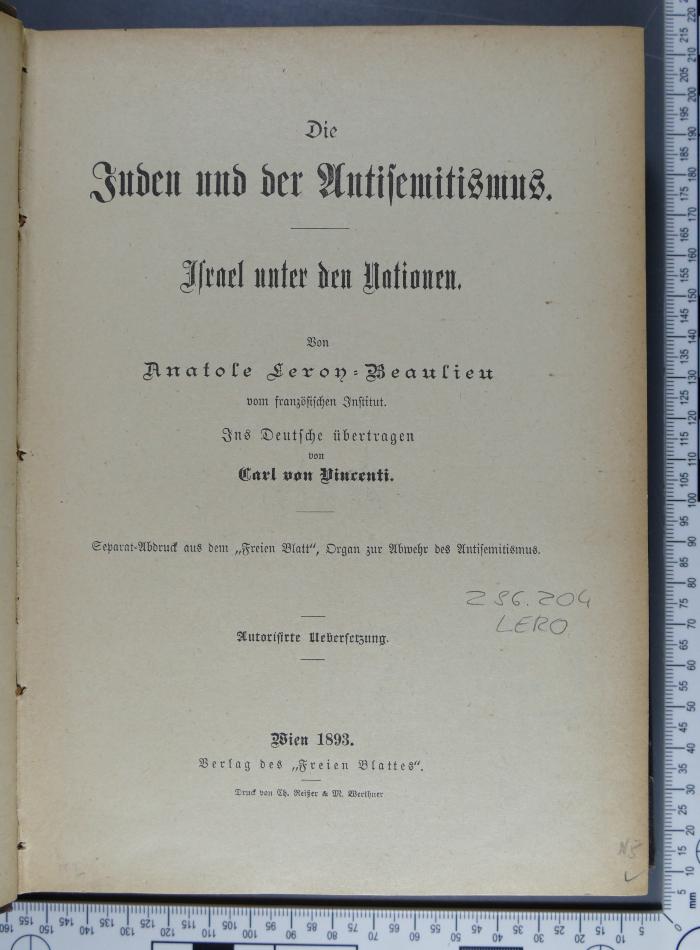 Die
Juden und der Antisemitismus.
Israel unter den Nationen.
Von
Anatole Leroy-Beaulieu
vom französischen Institut.
Ins Deutsche übertragen
von
Carl von Vincenti.
Separat-Abdruck aus dem „Freien Blatt“, Organ zur Abwehr des Antisemitismus.
296.204
LERO
Autorisirte Uebersetzung.
Wien 1893.
Verlag des „Freien Blattes“.
Druck von Ch. Reißer & M. Werthner